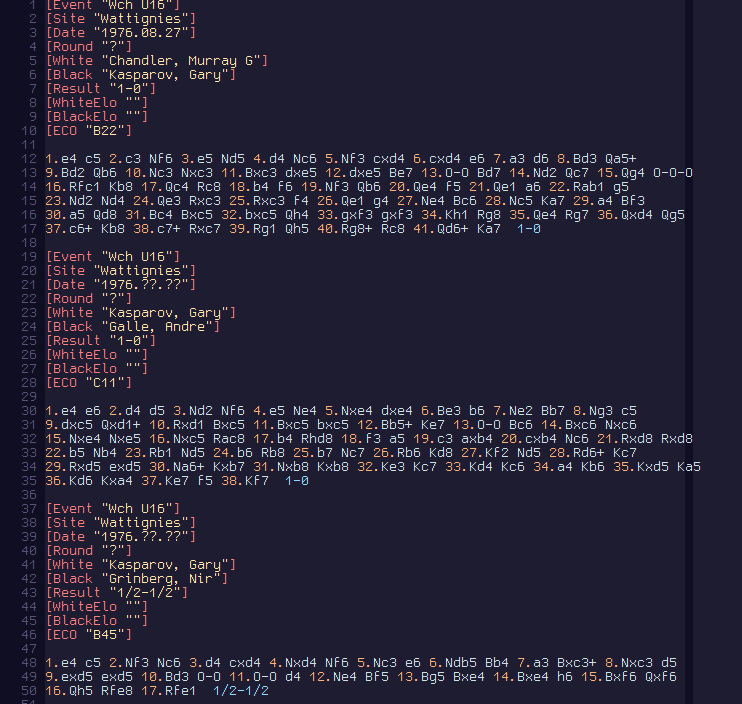 1 [Event "Wch U16"]
2 [Site "Wattignies"]
3 [Date "1976.08.27"]
4 [Round "?"]
5 [White "Chandler, Murray G"]
6 [Black "Kasparov, Gary"]
7 [Result "1-0"]
8 [WhiteElo ""]
9 [BlackElo ""]
10 [ECO "B22"]
11
12 1.e4 c5 2.c3 Nf6 3.e5 Nd5 4.d4 Nc6 5.Nf3 cxd4 6.cxd4 e6 7.a3 d6 8.Bd3 Qa5+
13 9.Bd2 Qb6 10.Nc3 Nxc3 11.Bxc3 dxe5 12.dxe5 Be7 13.O-O Bd7 14.Nd2 Qc7 15.Qg4 O-O-O
14 16.Rfc1 Kb8 17.Qc4 Rc8 18.b4 f6 19.Nf3 Qb6 20.Qe4 f5 21.Qe1 a6 22.Rab1 g5
15 23.Nd2 Nd4 24.Qe3 Rxc3 25.Rxc3 f4 26.Qe1 g4 27.Ne4 Bc6 28.Nc5 Ka7 29.a4 Bf3
16 30.a5 Qd8 31.Bc4 Bxc5 32.bxc5 Qh4 33.gxf3 gxf3 34.Kh1 Rg8 35.Qe4 Rg7 36.Qxd4 Qg5
17 37.c6+ Kb8 38.c7+ Rxc7 39.Rg1 Qh5 40.Rg8+ Rc8 41.Qd6+ Ka7  1-0
18
19 [Event "Wch U16"]
20 [Site "Wattignies"]
21 [Date "1976.??.??"]
22 [Round "?"]
23 [White "Kasparov, Gary"]
24 [Black "Galle, Andre"]
25 [Result "1-0"]
26 [WhiteElo ""]
27 [BlackElo ""]
28 [ECO "C11"]
29
30 1.e4 e6 2.d4 d5 3.Nd2 Nf6 4.e5 Ne4 5.Nxe4 dxe4 6.Be3 b6 7.Ne2 Bb7 8.Ng3 c5
31 9.dxc5 Qxd1+ 10.Rxd1 Bxc5 11.Bxc5 bxc5 12.Bb5+ Ke7 13.O-O Bc6 14.Bxc6 Nxc6
32 15.Nxe4 Nxe5 16.Nxc5 Rac8 17.b4 Rhd8 18.f3 a5 19.c3 axb4 20.cxb4 Nc6 21.Rxd8 Rxd8
33 22.b5 Nb4 23.Rb1 Nd5 24.b6 Rb8 25.b7 Nc7 26.Rb6 Kd8 27.Kf2 Nd5 28.Rd6+ Kc7
34 29.Rxd5 exd5 30.Na6+ Kxb7 31.Nxb8 Kxb8 32.Ke3 Kc7 33.Kd4 Kc6 34.a4 Kb6 35.Kxd5 Ka5
35 36.Kd6 Kxa4 37.Ke7 f5 38.Kf7  1-0
36
37 [Event "Wch U16"]
38 [Site "Wattignies"]
39 [Date "1976.??.??"]
40 [Round "?"]
41 [White "Kasparov, Gary"]
42 [Black "Grinberg, Nir"]
43 [Result "1/2-1/2"]
44 [WhiteElo ""]
45 [BlackElo ""]
46 [ECO "B45"]
47
48 1.e4 c5 2.Nf3 Nc6 3.d4 cxd4 4.Nxd4 Nf6 5.Nc3 e6 6.Ndb5 Bb4 7.a3 Bxc3+ 8.Nxc3 d5
49 9.exd5 exd5 10.Bd3 O-O 11.O-O d4 12.Ne4 Bf5 13.Bg5 Bxe4 14.Bxe4 h6 15.Bxf6 Qxf6
50 16.Qh5 Rfe8 17.Rfe1  1/2-1/2